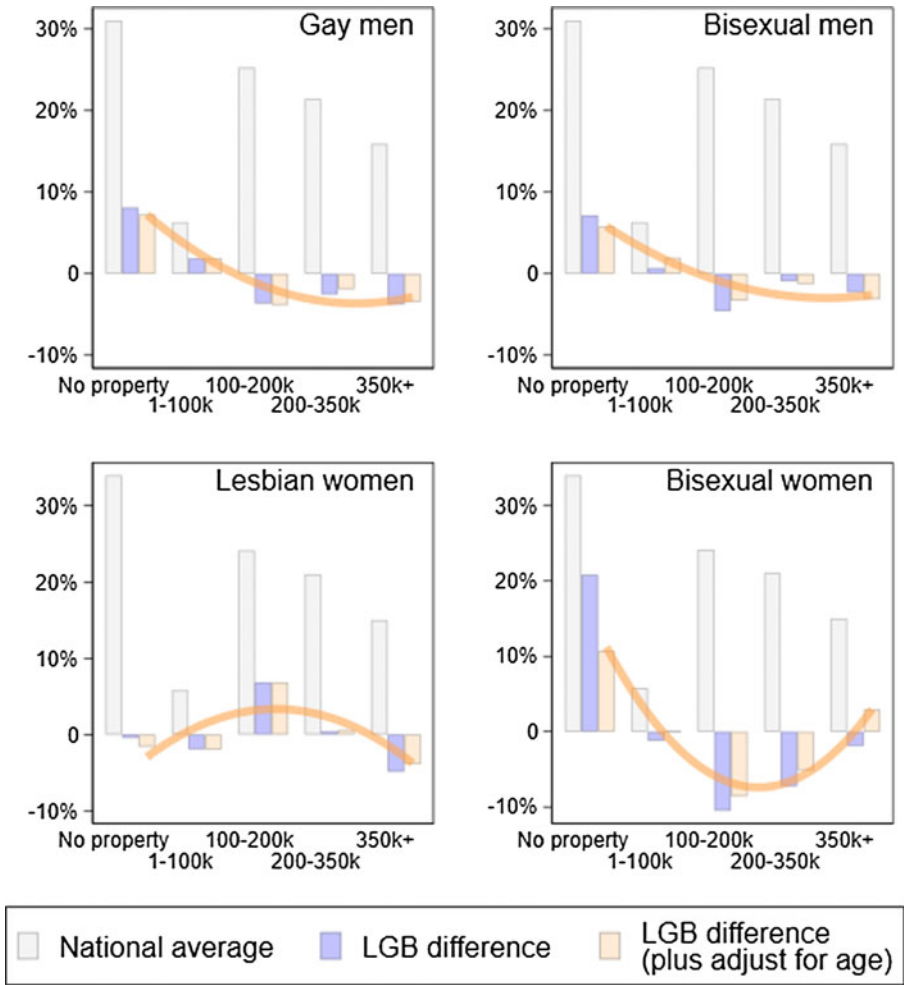 Gay men
30%
20%
10%
0
-10%
No property 100-200k 350k+
1-100k 200-350k
Bisexual men
30%
20%
10%
0
-10%
No property 100-200k 350k+
1-100k 200-350k
Lesbian women
30%
20%
10%
0
-10%
No property 100-200k 350k+
1-100k 200-350k
Bisexual women
30%
20%
10%
0
-10%
No property 100-200k 350k+
1-100k 200-350k
National average
LGB difference
LGB difference
(plus adjust for age)